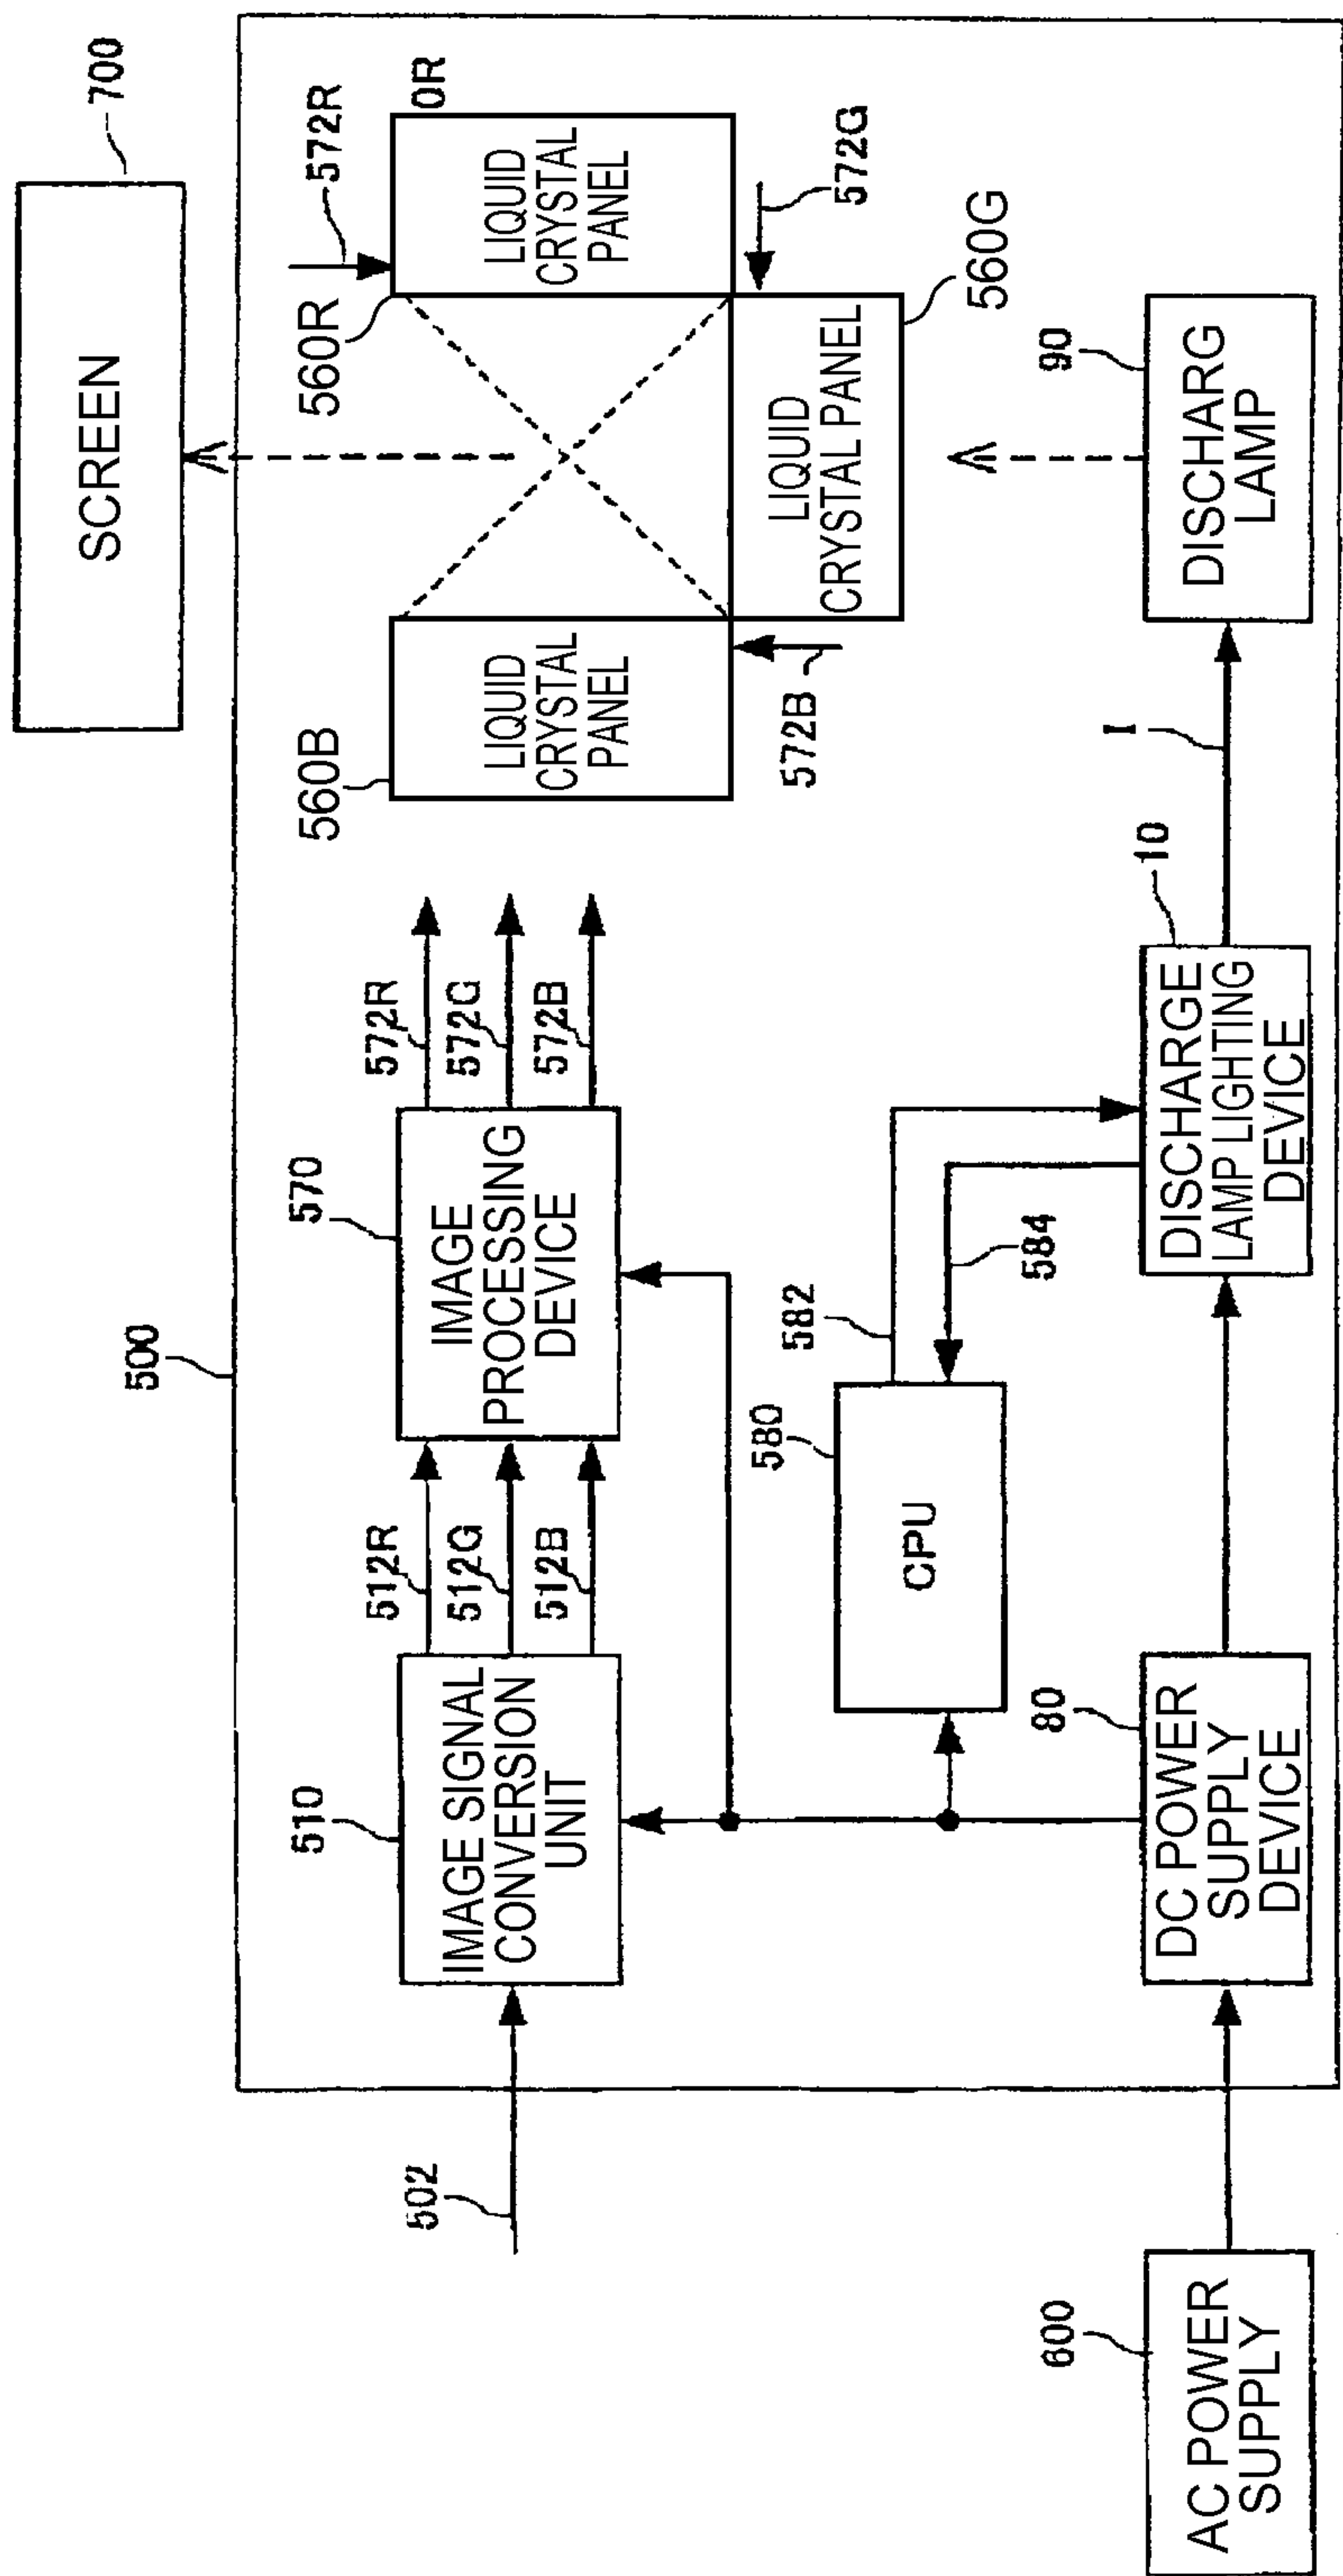 SCREEN
700
500
572R
560R
0R
LIQUID
CRYSTAL
PANEL
572G
560G
LIQUID
CRYSTAL PANEL
560B
LIQUID
CRYSTAL
PANEL
572B
572R
572G
572B
570
IMAGE
PROCESSING
DEVICE
512R
512G
512B
510
IMAGE SIGNAL
CONVERSION
UNIT
502
580
CPU
582
584
600
AC POWER
SUPPLY
80
DC POWER
SUPPLY
DEVICE
10
DISCHARGE
LAMP LIGHTING
DEVICE
I
90
DISCHARG
LAMP